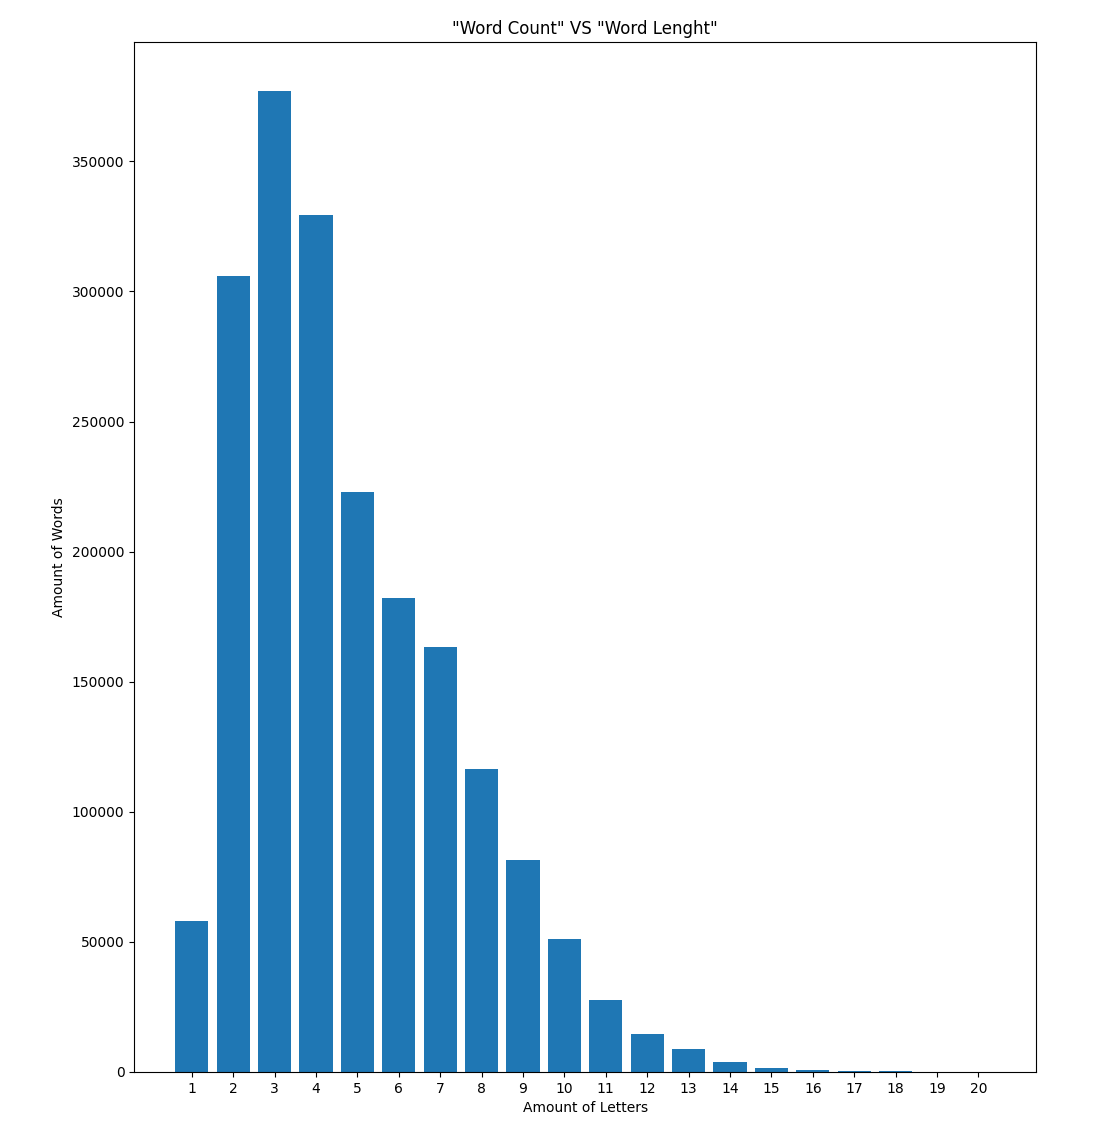 "Word Count" VS "Word Lenght"
350000
300000
250000
200000
150000
100000
50000
0
Amount of Words
1 2 3 4 5 6 7 8 9 10 11 12 13 14 15 16 17 18 19 20
Amount of Letters